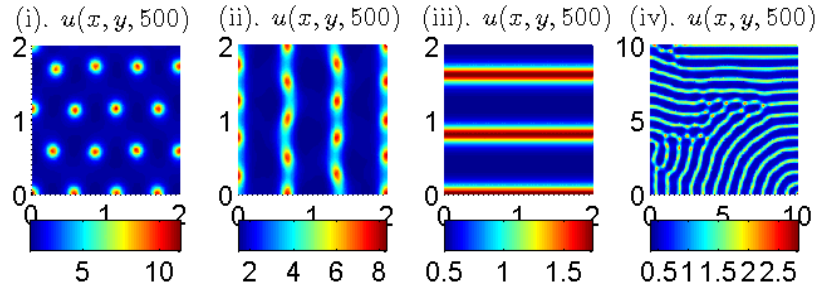 (i). u(x, y, 500) (ii). u(x, y, 500) (iii). u(x, y, 500) (iv). u(x, y, 500)
2 2 2 10
1 1 1 5
0 0 0 0
0 1 2 0 1 2 0 1 2 0 5 10
5 10 2 4 6 8 0.5 1 1.5 0.5 1 1.5 2 2.5